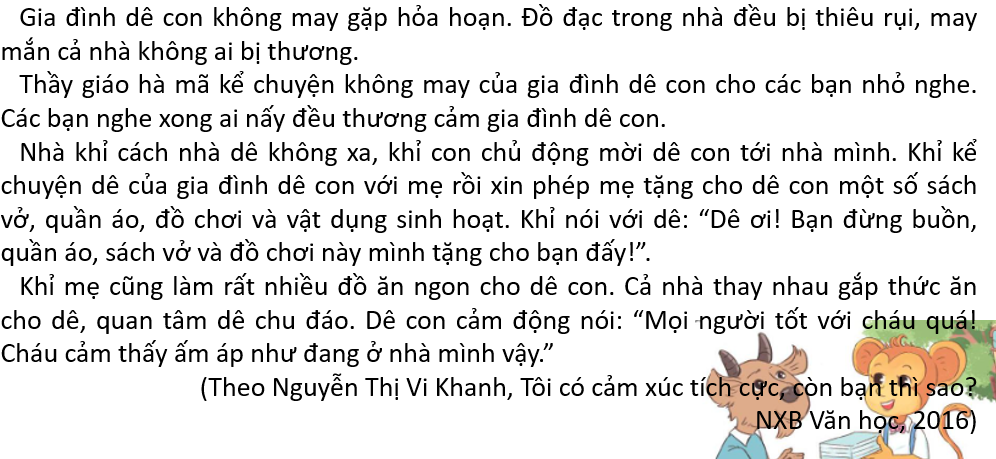 Gia đình dê con không may gặp hỏa hoạn. Đồ đạc trong nhà đều bị thiêu rụi, may
mắn cả nhà không ai bị thương.
Thầy giáo hà mã kể chuyện không may của gia đình dê con cho các bạn nhỏ nghe.
Các bạn nghe xong ai nấy đều thương cảm gia đình dê con.
Nhà khỉ cách nhà dê không xa, khỉ con chủ động mời dê con tới nhà mình. Khỉ kể
chuyện dê của gia đình dê con với mẹ rồi xin phép mẹ tặng cho dê con một số sách
vở, quần áo, đồ chơi và vật dụng sinh hoạt. Khỉ nói với dê: “Dê ơi! Bạn đừng buồn,
quần áo, sách vở và đồ chơi này mình tặng cho bạn đấy!”.
Khỉ mẹ cũng làm rất nhiều đồ ăn ngon cho dê con. Cả nhà thay nhau gắp thức ăn
cho dê, quan tâm dê chu đáo. Dê con cảm động nói: “Mọi người tốt với cháu quá!
Cháu cảm thấy ấm áp như đang ở nhà mình vậy.”
(Theo Nguyễn Thị Vi Khanh, Tôi có cảm xúc tích cực, còn bạn thì sao?
NXB Văn học, 2016)